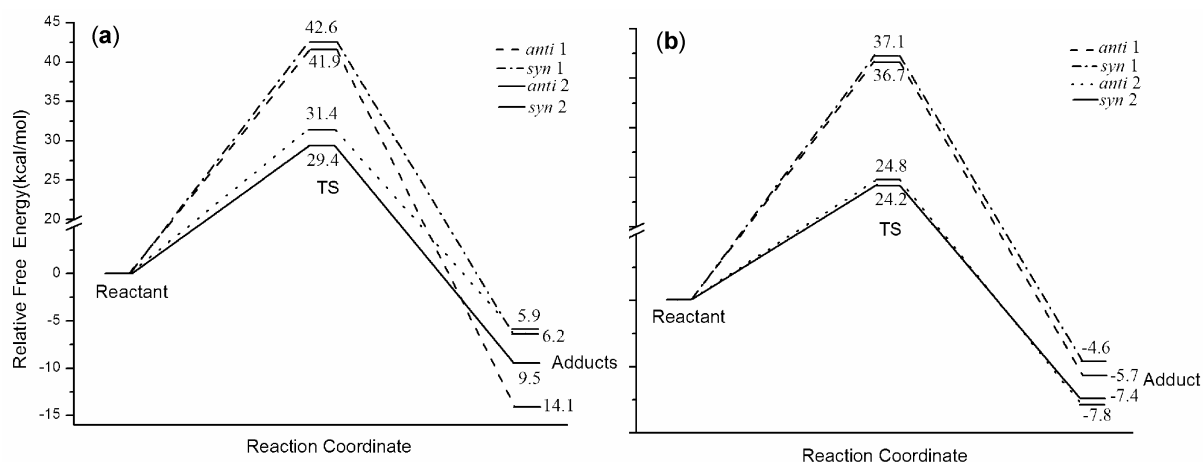 (a)
42.6
41.9
31.4
29.4
TS
anti 1
syn 1
anti 2
syn 2
45
40
35
30
25
20
0
-5
-10
-15
Relative Free Energy(kcal/mol)
Reactant
5.9
6.2
Adducts
9.5
14.1
Reaction Coordinate
(b)
37.1
36.7
24.8
24.2
TS
anti 1
syn 1
anti 2
syn 2
Reactant
-4.6
-5.7 Adduct
-7.4
-7.8
Reaction Coordinate